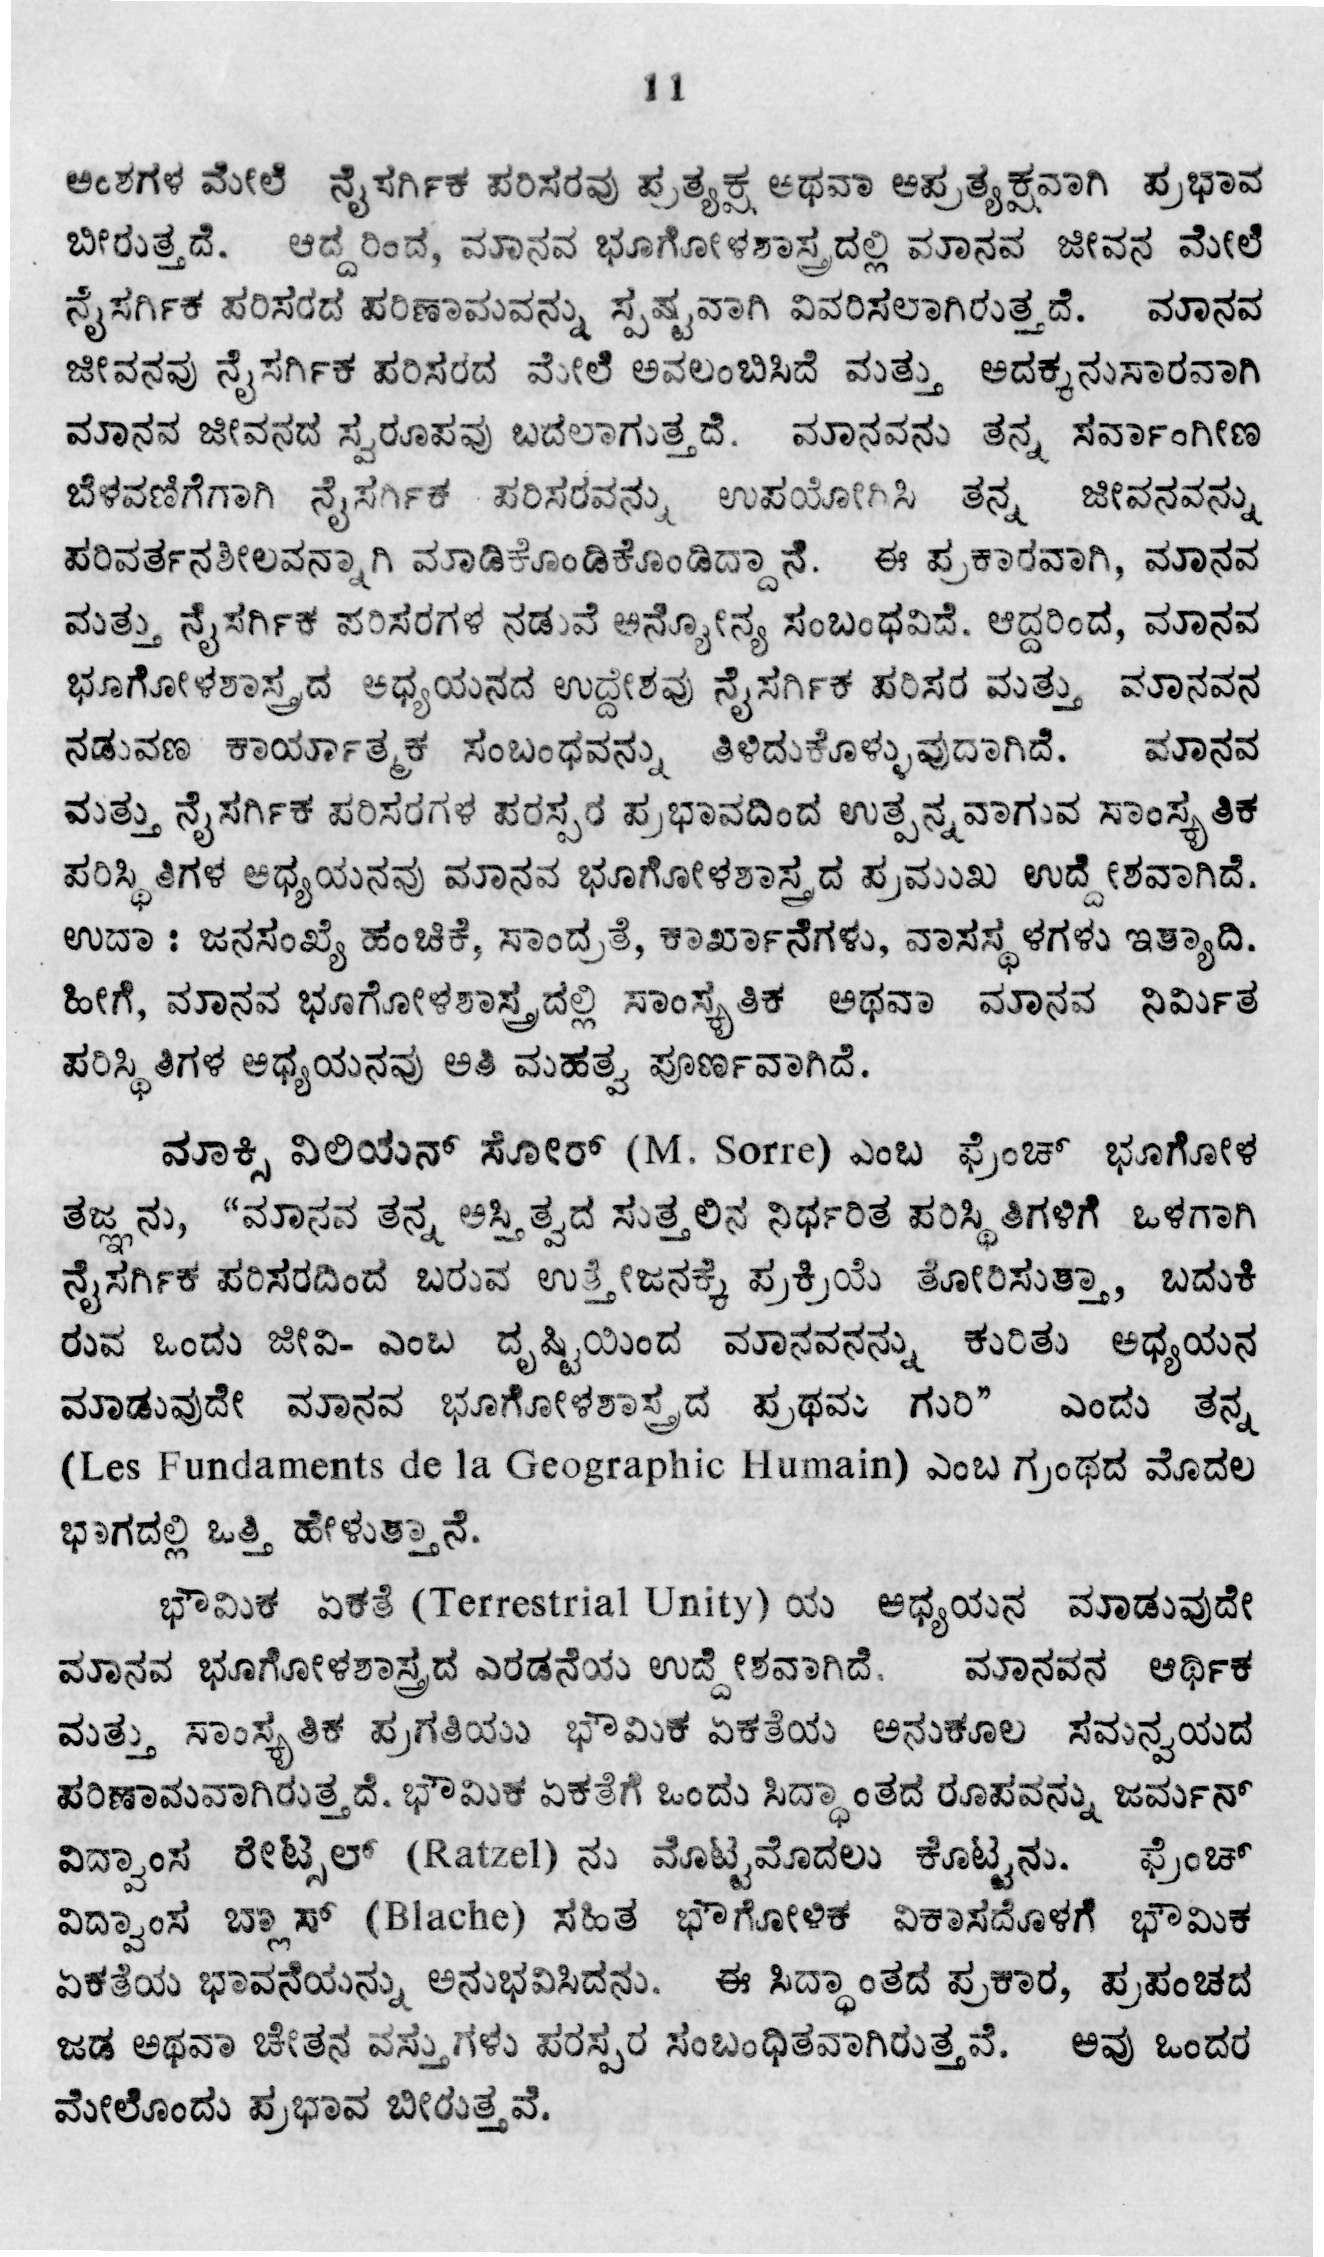 11
ಅಂಶಗಳ ಮೇಲೆ ನೈಸರ್ಗಿಕ ಪರಿಸರವು ಪ್ರತ್ಯಕ್ಷ ಅಥವಾ ಅಪ್ರತ್ಯಕ್ಷವಾಗಿ ಪ್ರಭಾವ
ಬೀರುತ್ತದೆ. ಆದ್ದರಿಂದ, ಮಾನವ ಭೂಗೋಳಶಾಸ್ತ್ರದಲ್ಲಿ ಮಾನವ ಜೀವನ ಮೇಲೆ
ನೈಸರ್ಗಿಕ ಪರಿಸರದ ಪರಿಣಾಮವನ್ನು ಸ್ಪಷ್ಟವಾಗಿ ವಿವರಿಸಲಾಗಿರುತ್ತದೆ. ಮಾನವ
ಜೀವನವು ನೈಸರ್ಗಿಕ ಪರಿಸರದ ಮೇಲೆ ಅವಲಂಬಿಸಿದೆ ಮತ್ತು ಅದಕ್ಕನುಸಾರವಾಗಿ
ಮಾನವ ಜೀವನದ ಸ್ವರೂಪವು ಬದಲಾಗುತ್ತದೆ. ಮಾನವನು ತನ್ನ ಸರ್ವಾಂಗೀಣ
ಬೆಳವಣಿಗೆಗಾಗಿ ನೈಸರ್ಗಿಕ ಪರಿಸರವನ್ನು ಉಪಯೋಗಿಸಿ ತನ್ನ ಜೀವನವನ್ನು
ಪರಿವರ್ತನಶೀಲವನ್ನಾಗಿ ಮಾಡಿಕೊಂಡಿಕೊಂಡಿದ್ದಾನೆ. ಈ ಪ್ರಕಾರವಾಗಿ, ಮಾನವ
ಮತ್ತು ನೈಸರ್ಗಿಕ ಪರಿಸರಗಳ ನಡುವೆ ಅನ್ಯೋನ್ಯ ಸಂಬಂಧವಿದೆ. ಆದ್ದರಿಂದ, ಮಾನವ
ಭೂಗೋಳಶಾಸ್ತ್ರದ ಅಧ್ಯಯನದ ಉದ್ದೇಶವು ನೈಸರ್ಗಿಕ ಪರಿಸರ ಮತ್ತು ಮಾನವನ
ನಡುವಣ ಕಾರ್ಯಾತ್ಮಕ ಸಂಬಂಧವನ್ನು ತಿಳಿದುಕೊಳ್ಳುವುದಾಗಿದೆ. ಮಾನವ
ಮತ್ತು ನೈಸರ್ಗಿಕ ಪರಿಸರಗಳ ಪರಸ್ಪರ ಪ್ರಭಾವದಿಂದ ಉತ್ಪನ್ನವಾಗುವ ಸಾಂಸ್ಕೃತಿಕ
ಪರಿಸ್ಥಿತಿಗಳ ಅಧ್ಯಯನವು ಮಾನವ ಭೂಗೋಳಶಾಸ್ತ್ರದ ಪ್ರಮುಖ ಉದ್ದೇಶವಾಗಿದೆ.
ಉದಾ : ಜನಸಂಖ್ಯೆ ಹಂಚಿಕೆ, ಸಾಂದ್ರತೆ, ಕಾರ್ಖಾನೆಗಳು, ವಾಸಸ್ಥಳಗಳು ಇತ್ಯಾದಿ.
ಹೀಗೆ, ಮಾನವ ಭೂಗೋಳಶಾಸ್ತ್ರದಲ್ಲಿ ಸಾಂಸ್ಕೃತಿಕ ಅಥವಾ ಮಾನವ ನಿರ್ಮಿತ
ಪರಿಸ್ಥಿತಿಗಳ ಅಧ್ಯಯನವು ಅತಿ ಮಹತ್ವ ಪೂರ್ಣವಾಗಿದೆ.
ಮಾಕ್ಸಿ ವಿಲಿಯನ್ ಸೋರ್ (M. Sorre) ಎಂಬ ಫ್ರೆಂಚ್ ಭೂಗೋಳ
ತಜ್ಞನು, “ಮಾನವ ತನ್ನ ಅಸ್ತಿತ್ವದ ಸುತ್ತಲಿನ ನಿರ್ಧರಿತ ಪರಿಸ್ಥಿತಿಗಳಿಗೆ ಒಳಗಾಗಿ
ನೈಸರ್ಗಿಕ ಪರಿಸರದಿಂದ ಬರುವ ಉತ್ತೇಜನಕ್ಕೆ ಪ್ರಕ್ರಿಯೆ ತೋರಿಸುತ್ತಾ, ಬದುಕಿ
ರುವ ಒಂದು ಜೀವಿ- ಎಂಬ ದೃಷ್ಟಿಯಿಂದ ಮಾನವನನ್ನು ಕುರಿತು ಅಧ್ಯಯನ
ಮಾಡುವುದೇ ಮಾನವ ಭೂಗೋಳಶಾಸ್ತ್ರದ ಪ್ರಥಮ ಗುರಿ” ಎಂದು ತನ್ನ
(Les Fundaments de la Geographic Humain) ಎಂಬ ಗ್ರಂಥದ ಮೊದಲ
ಭಾಗದಲ್ಲಿ ಒತ್ತಿ ಹೇಳುತ್ತಾನೆ.
ಭೌಮಿಕ ಏಕತೆ (Terrestrial Unity) ಯ ಅಧ್ಯಯನ ಮಾಡುವುದೇ
ಮಾನವ ಭೂಗೋಳಶಾಸ್ತ್ರದ ಎರಡನೆಯ ಉದ್ದೇಶವಾಗಿದೆ. ಮಾನವನ ಆರ್ಥಿಕ
ಮತ್ತು ಸಾಂಸ್ಕೃತಿಕ ಪ್ರಗತಿಯು ಭೌಮಿಕ ಏಕತೆಯ ಅನುಕೂಲ ಸಮನ್ವಯದ
ಪರಿಣಾಮವಾಗಿರುತ್ತದೆ. ಭೌಮಿಕ ಏಕತೆಗೆ ಒಂದು ಸಿದ್ಧಾಂತದ ರೂಪವನ್ನು ಜರ್ಮನ್
ವಿದ್ವಾಂಸ ರೇಟ್ಸಲ್ (Ratzel) ನು ಮೊಟ್ಟಮೊದಲು ಕೊಟ್ಟನು. ಫ್ರೆಂಚ್
ವಿದ್ವಾಂಸ ಬ್ಲಾಸ್ (Blache) ಸಹಿತ ಭೌಗೋಳಿಕ ವಿಕಾಸದೊಳಗೆ ಭೌಮಿಕ
ಏಕತೆಯ ಭಾವನೆಯನ್ನು ಅನುಭವಿಸಿದನು. ಈ ಸಿದ್ಧಾಂತದ ಪ್ರಕಾರ, ಪ್ರಪಂಚದ
ಜಡ ಅಥವಾ ಚೇತನ ವಸ್ತುಗಳು ಪರಸ್ಪರ ಸಂಬಂಧಿತವಾಗಿರುತ್ತವೆ. ಅವು ಒಂದರ
ಮೇಲೊಂದು ಪ್ರಭಾವ ಬೀರುತ್ತವೆ.